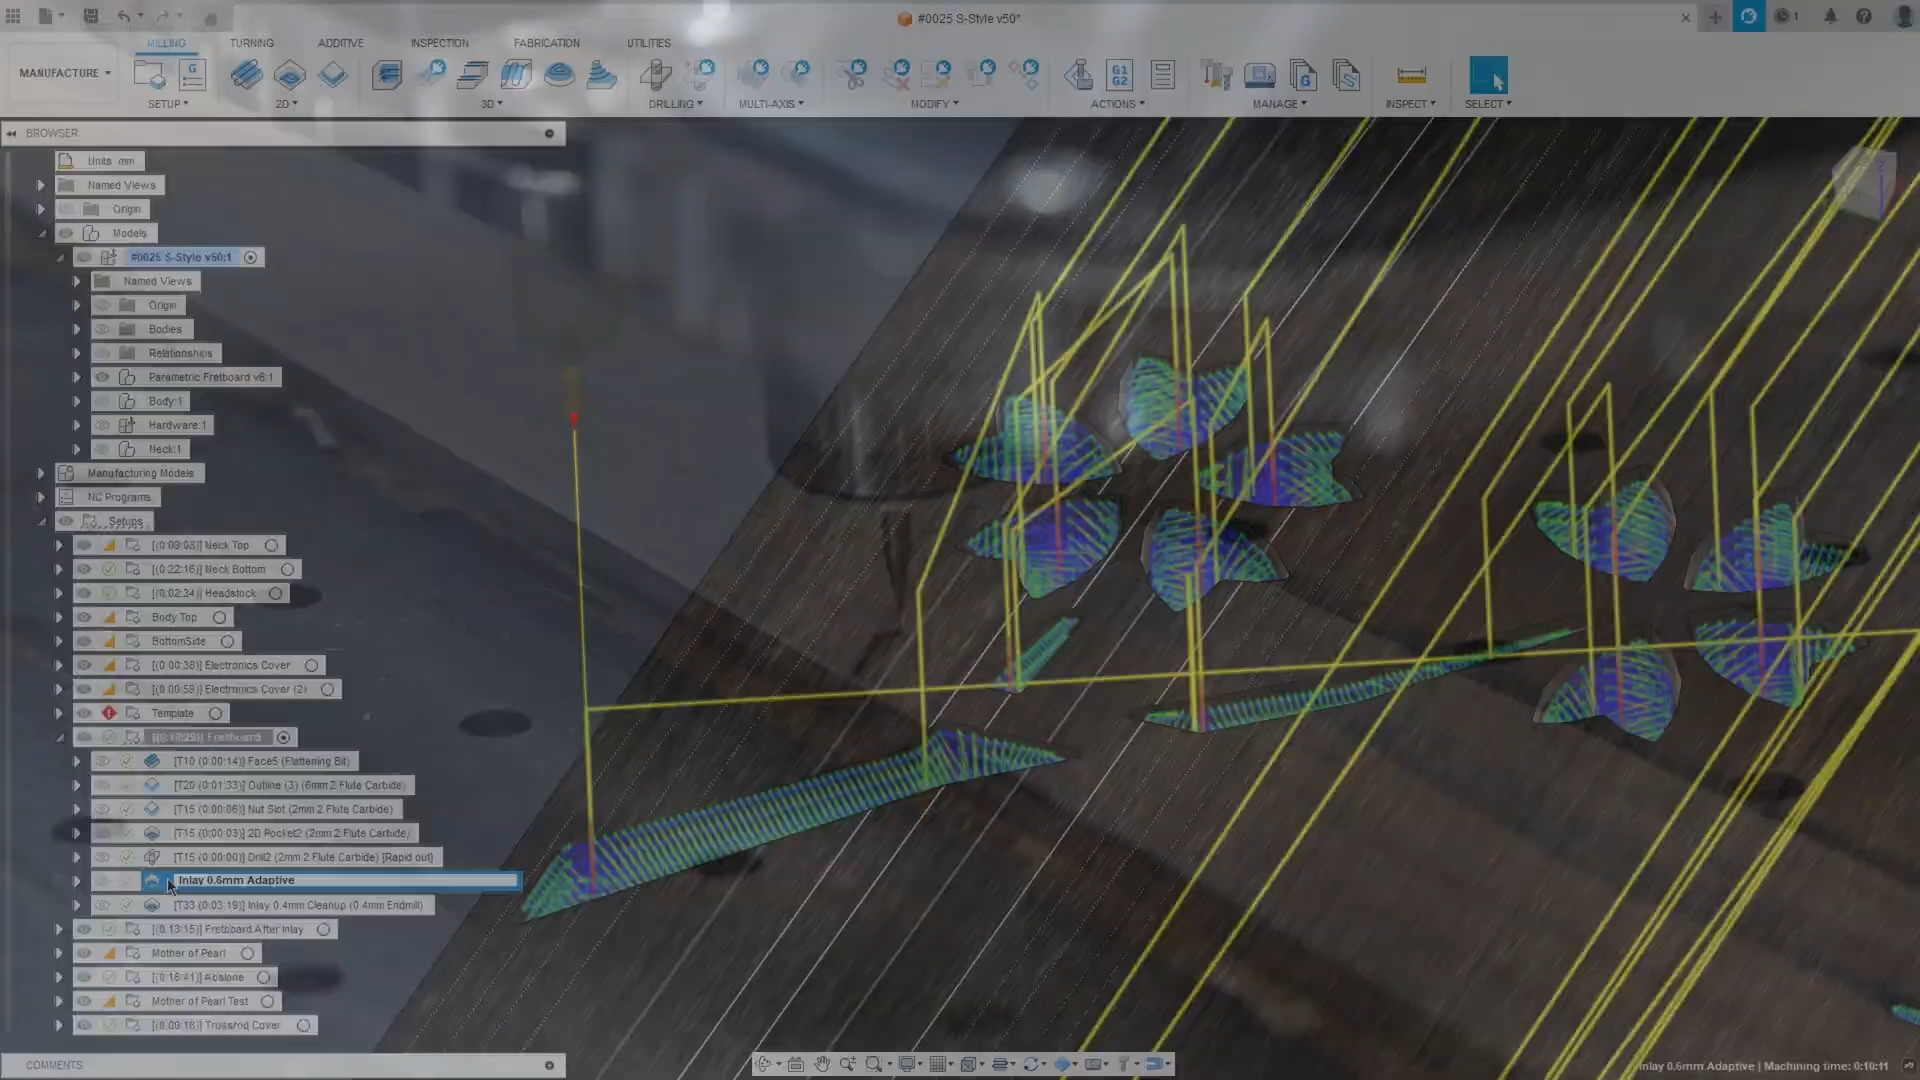 #0025 S-Style v50*
1
MILLING TURNING ADDITIVE INSPECTION FABRICATION UTILITIES
MANUFACTURE
G
G1
G2
G
SETUP 2D 3D DRILLING MULTI-AXIS MODIFY ACTIONS MANAGE INSPECT SELECT
BROWSER
Units mm
Named Views
Origin
Models
#0025 S-Style v50:1
Named Views
Origin
Bodies
Relationships
Parametric Fretboard v6:1
Body:1
Hardware:1
Neck:1
Manufacturing Models
NC Programs
Setups
[(0:09:03)] Neck Top
[(0:22:16)] Neck Bottom
[(0:02:34)] Headstock
Body Top
BottomSide
[(0:00:38)] Electronics Cover
[(0:00:59)] Electronics Cover (2)
Template
Fretboard
[T10 (0:00:14)] Face5 (Flattening Bit)
[T20 (0:01:33)] Outline (3) (6mm 2 Flute Carbide)
[T15 (0:00:06)] Nut Slot (2mm 2 Flute Carbide)
[T15 (0:00:03)] 2D Pocket2 (2mm 2 Flute Carbide)
[T15 (0:00:00)] Drill2 (2mm 2 Flute Carbide) [Rapid out]
Inlay 0.6mm Adaptive
[T33 (0:03:19)] Inlay 0.4mm Cleanup (0.4mm Endmill)
[(0:13:15)] Fretboard After Inlay
Mother of Pearl
[(0:16:41)] Abalone
Mother of Pearl Test
[(0:00:18)] Trussrod Cover
COMMENTS
Inlay 0.6mm Adaptive | Machining time: 0:10:11